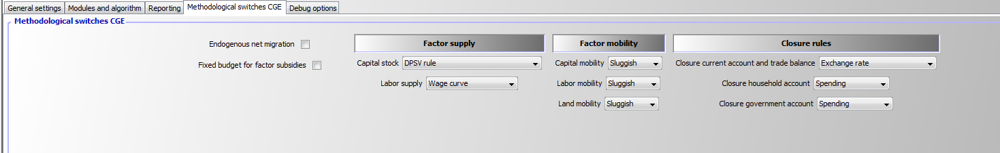 General settings Modules and algorithm Reporting Methodological switches CGE Debug options
Methodological switches CGE
Factor supply Factor mobility Closure rules
Endogenous net migration
Fixed budget for factor subsidies
Capital stock DPSV rule Capital mobility Sluggish Closure current account and trade balance Exchange rate
Labor supply Wage curve Labor mobility Sluggish Closure household account Spending
Land mobility Sluggish Closure government account Spending